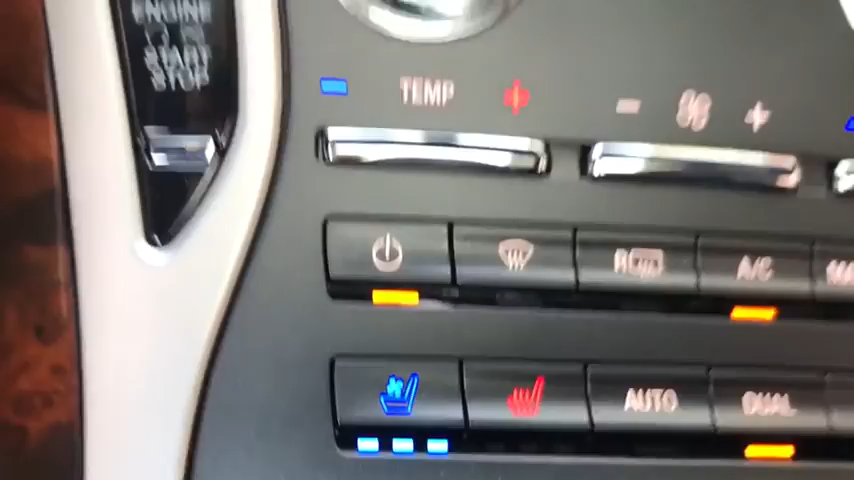 ENGINE
START
STOP
TEMP
R
A/C
AUTO
DUAL